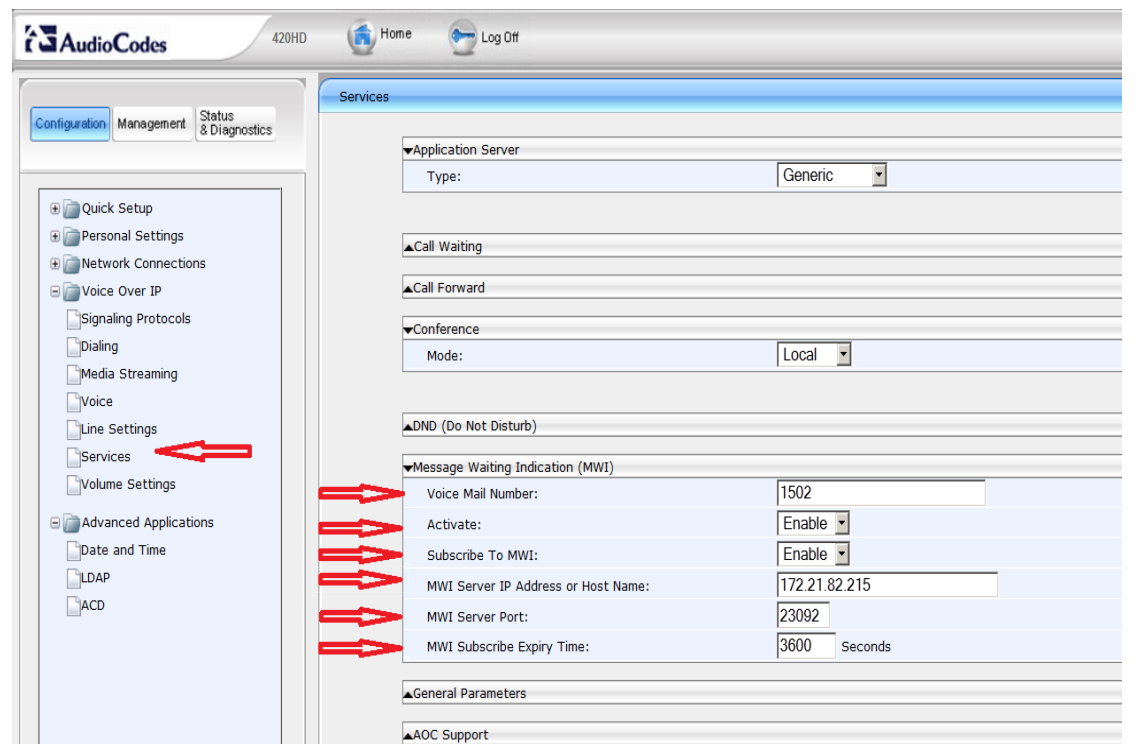 AudioCodes
420HD
Home
Log Off
Configuration
Management
Status
& Diagnostics
Quick Setup
Personal Settings
Network Connections
Voice Over IP
Signaling Protocols
Dialing
Media Streaming
Voice
Line Settings
Services
Volume Settings
Advanced Applications
Date and Time
LDAP
ACD
Services
Application Server
Type: Generic
Call Waiting
Call Forward
Conference
Mode: Local
DND (Do Not Disturb)
Message Waiting Indication (MWI)
Voice Mail Number: 1502
Activate: Enable
Subscribe To MWI: Enable
MWI Server IP Address or Host Name: 172.21.82.215
MWI Server Port: 23092
MWI Subscribe Expiry Time: 3600 Seconds
General Parameters
AOC Support